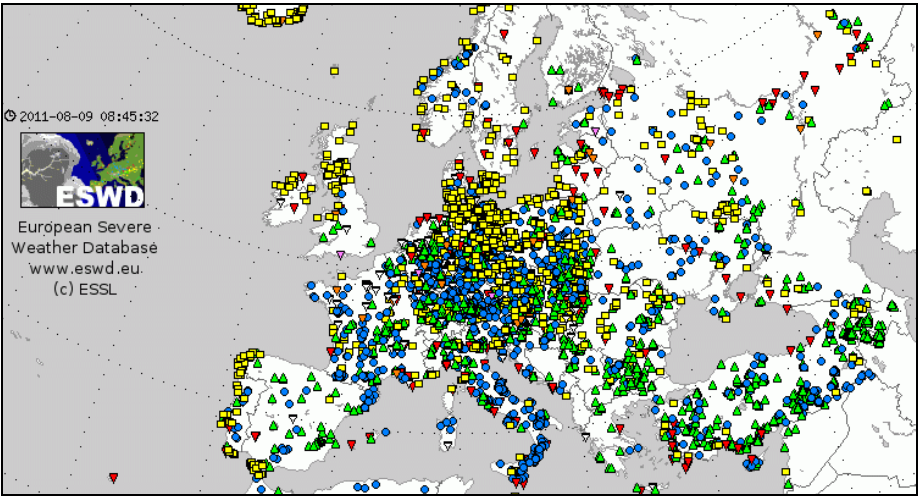 2011-08-09 08:45:32
ESWD
European Severe
Weather Database
www.eswd.eu
(c) ESSL